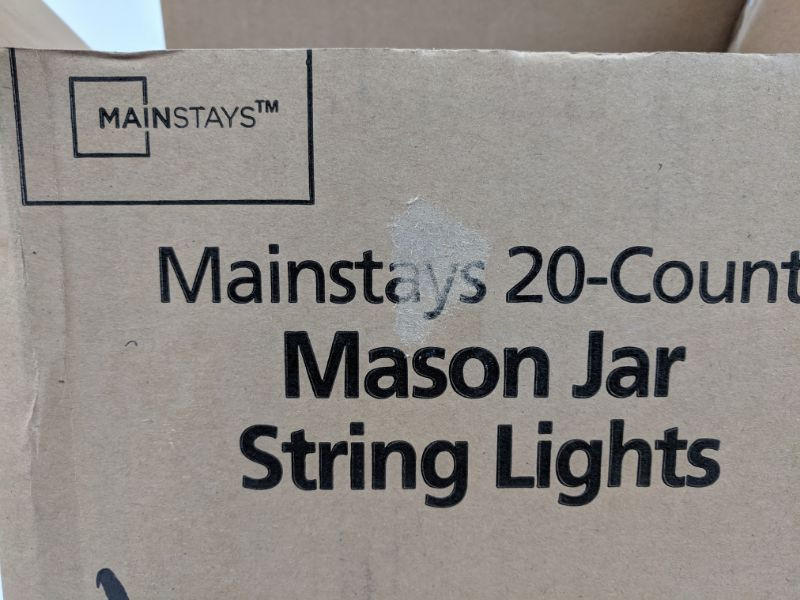 MAINSTAYS™
Mainstays 20-Count
Mason Jar
String Lights